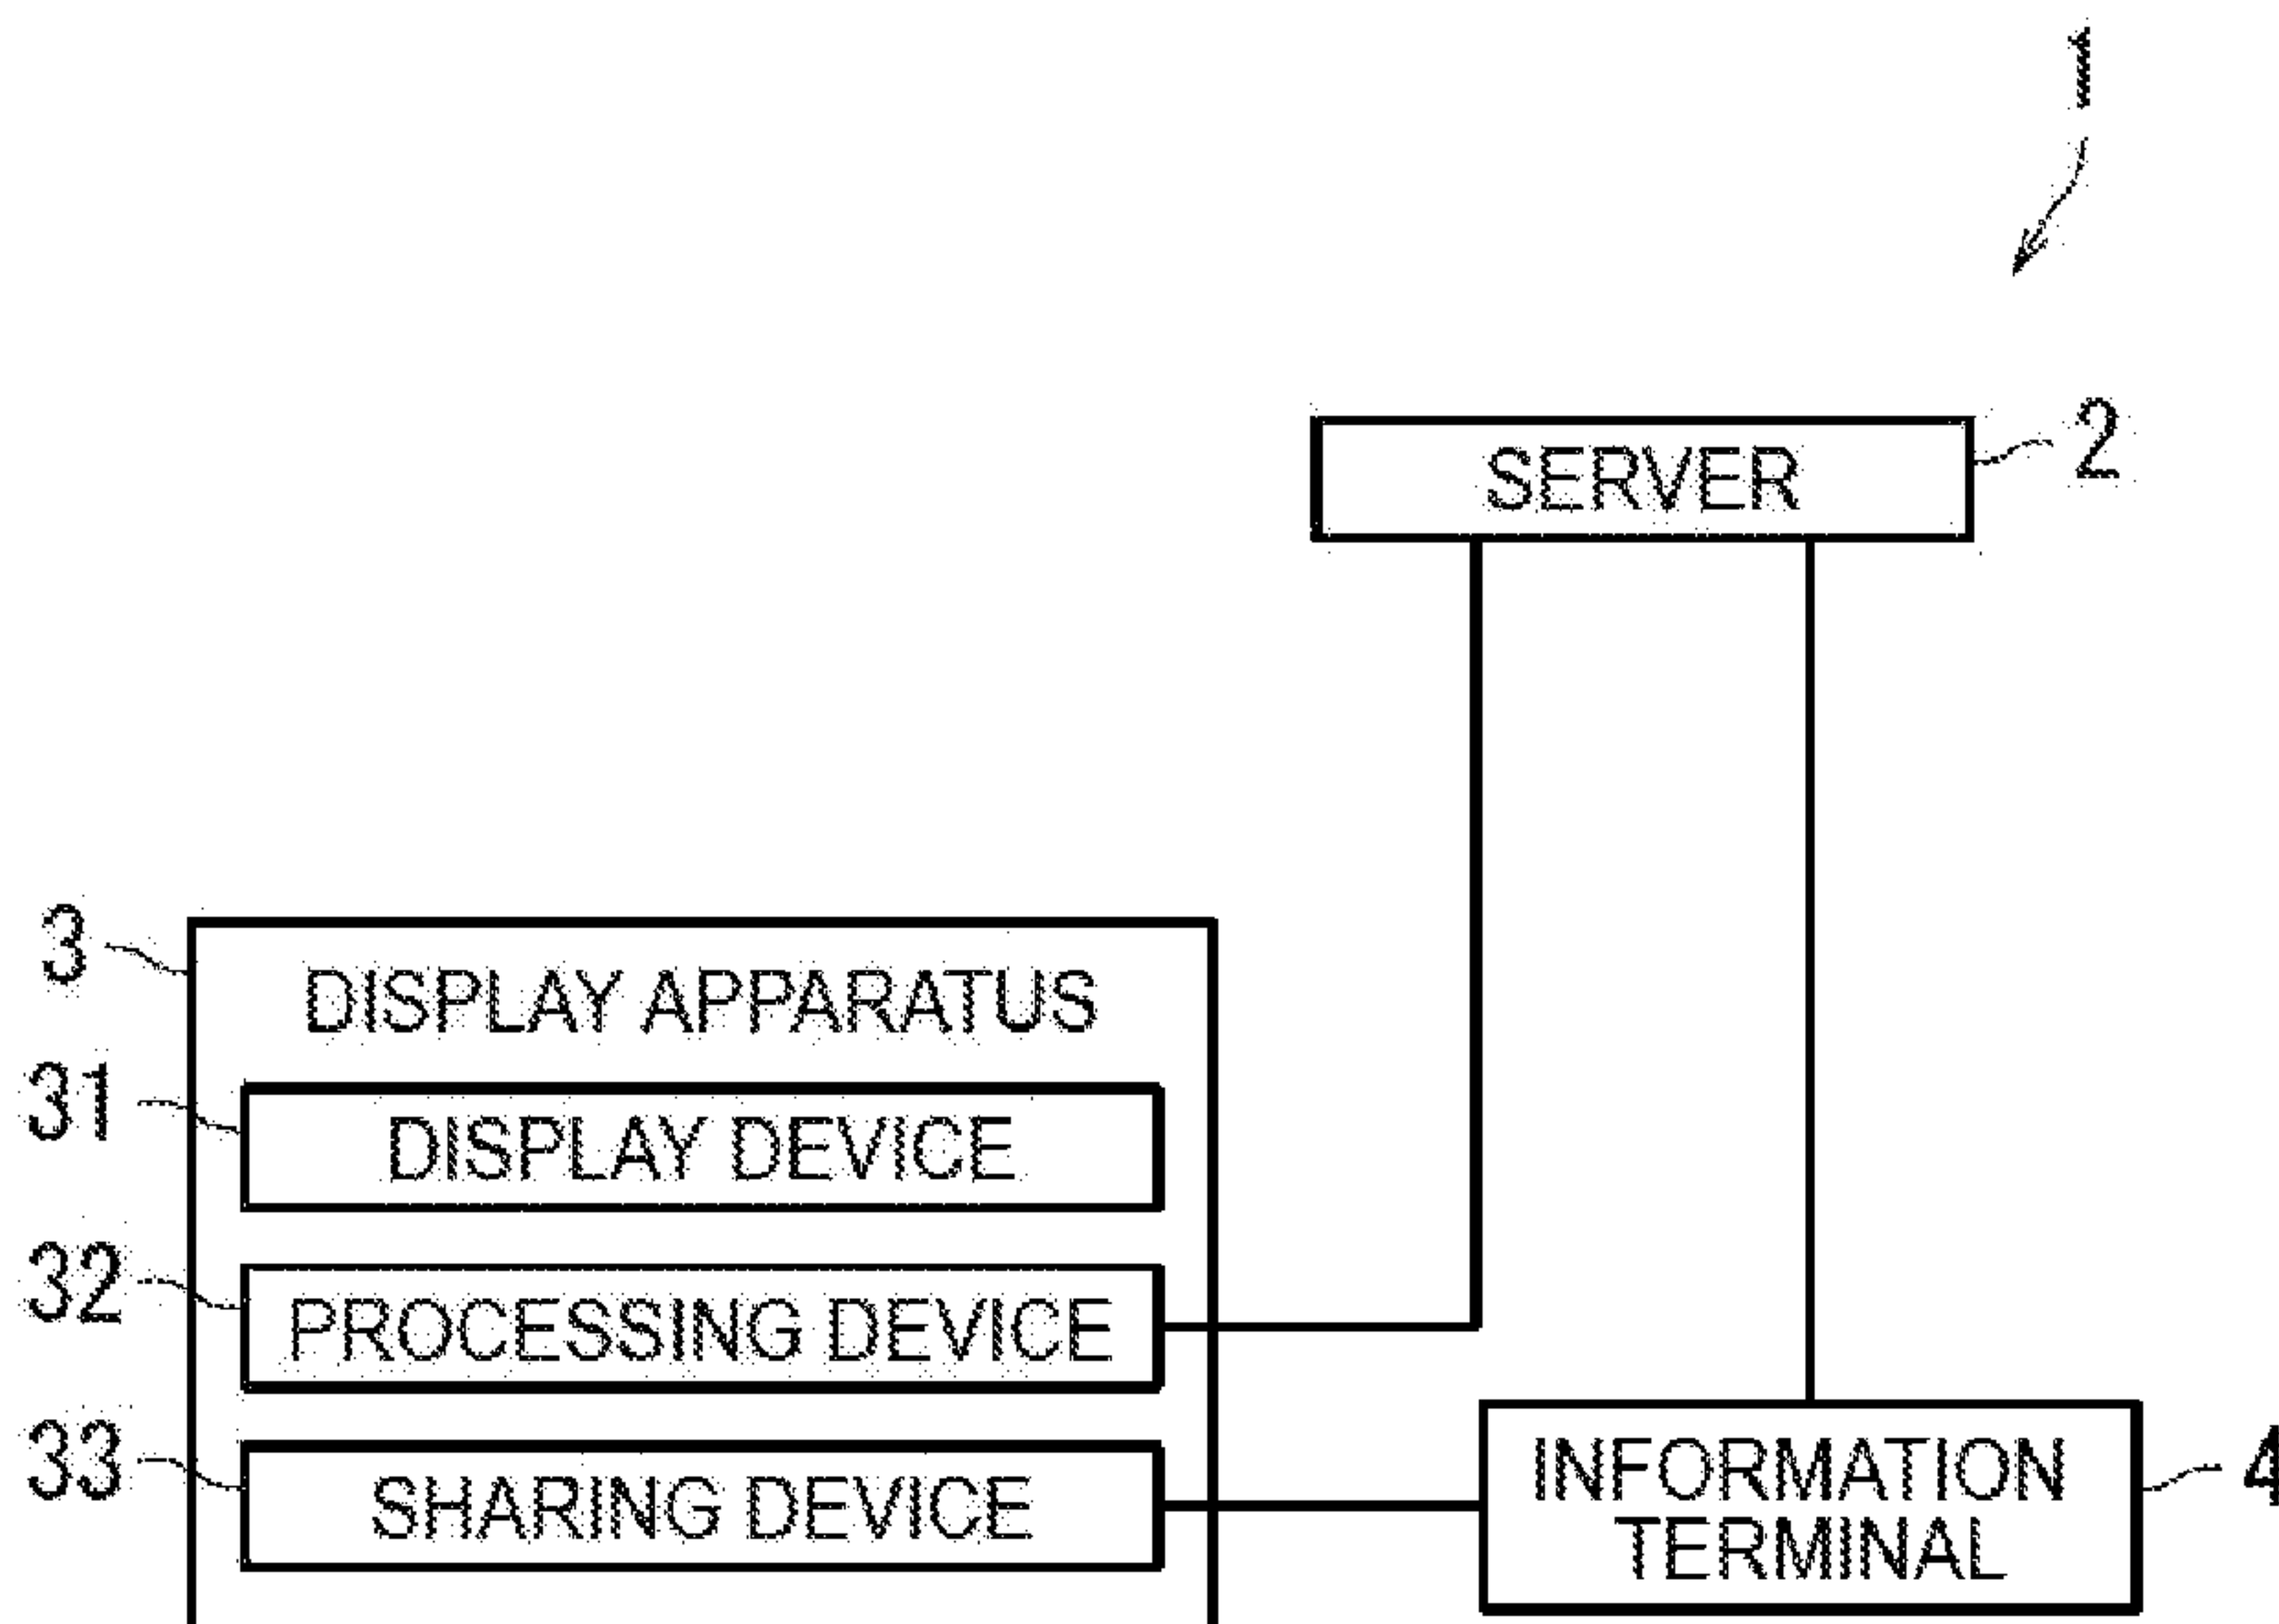 1
SERVER
2
3
DISPLAY APPARATUS
31
DISPLAY DEVICE
32
PROCESSING DEVICE
33
SHARING DEVICE
INFORMATION
TERMINAL
4